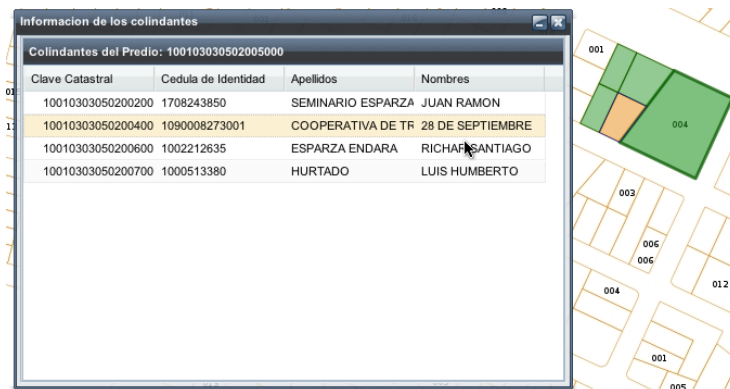 Informacion de los colindantes
Colindantes del Predio: 100103030502005000
Clave Catastral Cedula de Identidad Apellidos Nombres
10010303050200200 1708243850 SEMINARIO ESPARZA JUAN RAMON
10010303050200400 1090008273001 COOPERATIVA DE TR 28 DE SEPTIEMBRE
10010303050200600 1002212635 ESPARZA ENDARA RICHAR SANTIAGO
10010303050200700 1000513380 HURTADO LUIS HUMBERTO
001
004
003
006
006
012
004
001
005